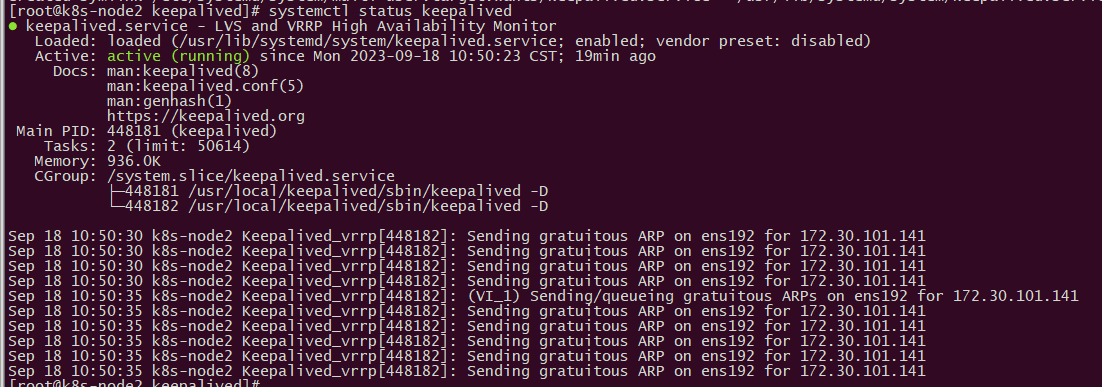 [root@k8s-node2 keepalived]# systemctl status keepalived
● keepalived.service - LVS and VRRP High Availability Monitor
Loaded: loaded (/usr/lib/systemd/system/keepalived.service; enabled; vendor preset: disabled)
Active: active (running) since Mon 2023-09-18 10:50:23 CST; 19min ago
Docs: man:keepalived(8)
man:keepalived.conf(5)
man:genhash(1)
https://keepalived.org
Main PID: 448181 (keepalived)
Tasks: 2 (limit: 50614)
Memory: 936.0K
CGroup: /system.slice/keepalived.service
├─448181 /usr/local/keepalived/sbin/keepalived -D
└─448182 /usr/local/keepalived/sbin/keepalived -D
Sep 18 10:50:30 k8s-node2 Keepalived_vrrp[448182]: Sending gratuitous ARP on ens192 for 172.30.101.141
Sep 18 10:50:30 k8s-node2 Keepalived_vrrp[448182]: Sending gratuitous ARP on ens192 for 172.30.101.141
Sep 18 10:50:30 k8s-node2 Keepalived_vrrp[448182]: Sending gratuitous ARP on ens192 for 172.30.101.141
Sep 18 10:50:30 k8s-node2 Keepalived_vrrp[448182]: Sending gratuitous ARP on ens192 for 172.30.101.141
Sep 18 10:50:35 k8s-node2 Keepalived_vrrp[448182]: (VI_1) Sending/queueing gratuitous ARPs on ens192 for 172.30.101.141
Sep 18 10:50:35 k8s-node2 Keepalived_vrrp[448182]: Sending gratuitous ARP on ens192 for 172.30.101.141
Sep 18 10:50:35 k8s-node2 Keepalived_vrrp[448182]: Sending gratuitous ARP on ens192 for 172.30.101.141
Sep 18 10:50:35 k8s-node2 Keepalived_vrrp[448182]: Sending gratuitous ARP on ens192 for 172.30.101.141
Sep 18 10:50:35 k8s-node2 Keepalived_vrrp[448182]: Sending gratuitous ARP on ens192 for 172.30.101.141
Sep 18 10:50:35 k8s-node2 Keepalived_vrrp[448182]: Sending gratuitous ARP on ens192 for 172.30.101.141
[root@k8s-node2 keepalived]#